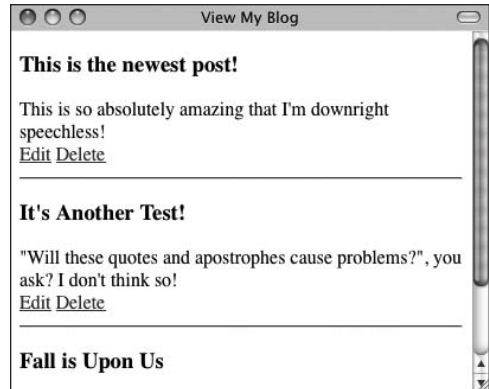 View My Blog
This is the newest post!
This is so absolutely amazing that I'm downright
speechless!
Edit Delete
It's Another Test!
"Will these quotes and apostrophes cause problems?", you
ask? I don't think so!
Edit Delete
Fall is Upon Us